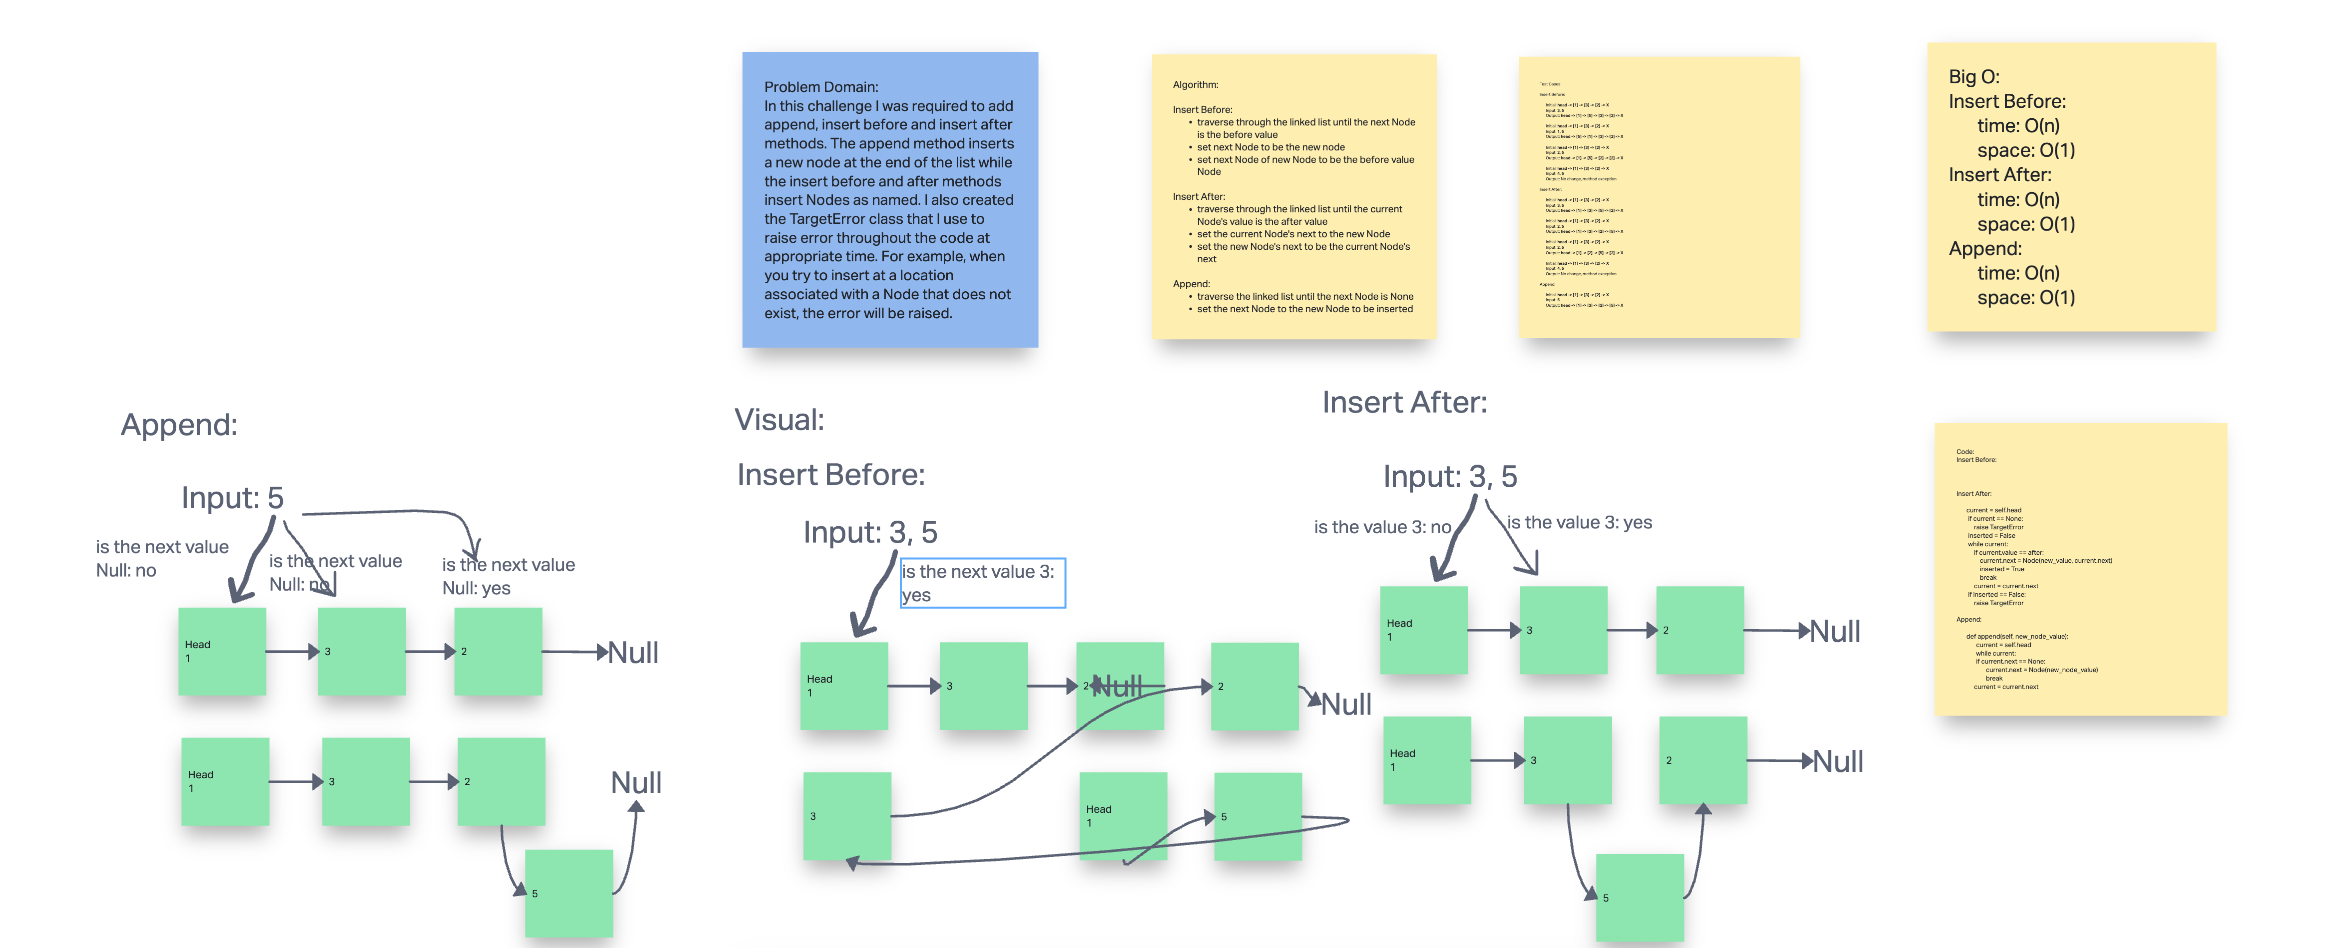 Problem Domain:
In this challenge I was required to add
append, insert before and insert after
methods. The append method inserts
a new node at the end of the list while
the insert before and after methods
insert Nodes as named. I also created
the TargetError class that I use to
raise error throughout the code at
appropriate time. For example, when
you try to insert at a location
associated with a Node that does not
exist, the error will be raised.
Algorithm:
Insert Before:
• traverse through the linked list until the next Node
is the before value
• set next Node to be the new node
• set next Node of new Node to be the before value
Node
Insert After:
• traverse through the linked list until the current
Node's value is the after value
• set the current Node's next to the new Node
• set the new Node's next to be the current Node's
next
Append:
• traverse the linked list until the next Node is None
• set the next Node to the new Node to be inserted
Test Cases
Insert Before:
Output: No change, method exception
Insert After:
Output: No change, method exception
Append:
Big O:
Insert Before:
time: O(n)
space: O(1)
Insert After:
time: O(n)
space: O(1)
Append:
time: O(n)
space: O(1)
Append:
Input: 5
is the next value
Null: no
is the next value
Null: no
is the next value
Null: yes
Head
1
3
2
Null
Head
1
3
2
Null
5
Visual:
Insert Before:
Input: 3, 5
is the next value 3:
yes
Head
1
3
2
Null
2
Null
3
Head
1
5
Insert After:
Input: 3, 5
is the value 3: no
is the value 3: yes
Head
1
3
2
Null
Head
1
3
2
Null
5
Code:
Insert Before:
Insert After:
current = self.head
if current == None:
raise TargetError
inserted = False
while current:
if current.value == after:
current.next = Node(new_value, current.next)
inserted = True
break
current = current.next
if inserted == False:
raise TargetError
Append:
def append(self, new_node_value):
current = self.head
while current:
if current.next == None:
current.next = Node(new_node_value)
break
current = current.next